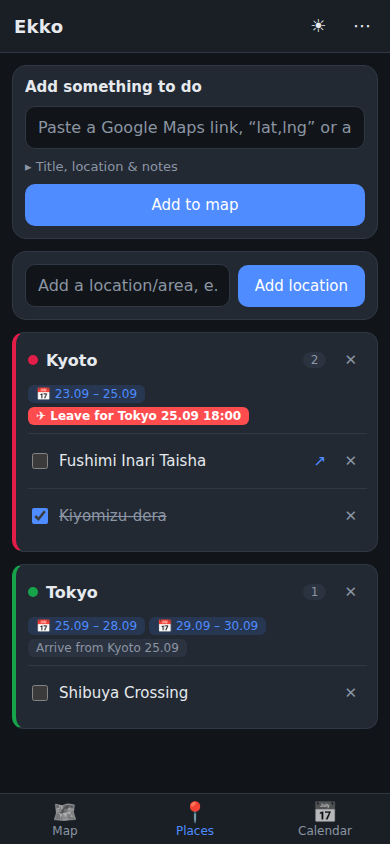 Ekko
Add something to do
Paste a Google Maps link, “lat,lng” or a
▸ Title, location & notes
Add to map
Add a location/area, e.
Add location
Kyoto 2 ✕
23.09 – 25.09
✈ Leave for Tokyo 25.09 18:00
Fushimi Inari Taisha ↗ ✕
Kiyomizu-dera ✕
Tokyo 1 ✕
25.09 – 28.09 29.09 – 30.09
Arrive from Kyoto 25.09
Shibuya Crossing ✕
Map Places Calendar